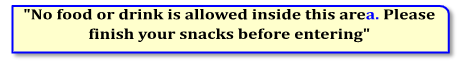 "No food or drink is allowed inside this area. Please
finish your snacks before entering"